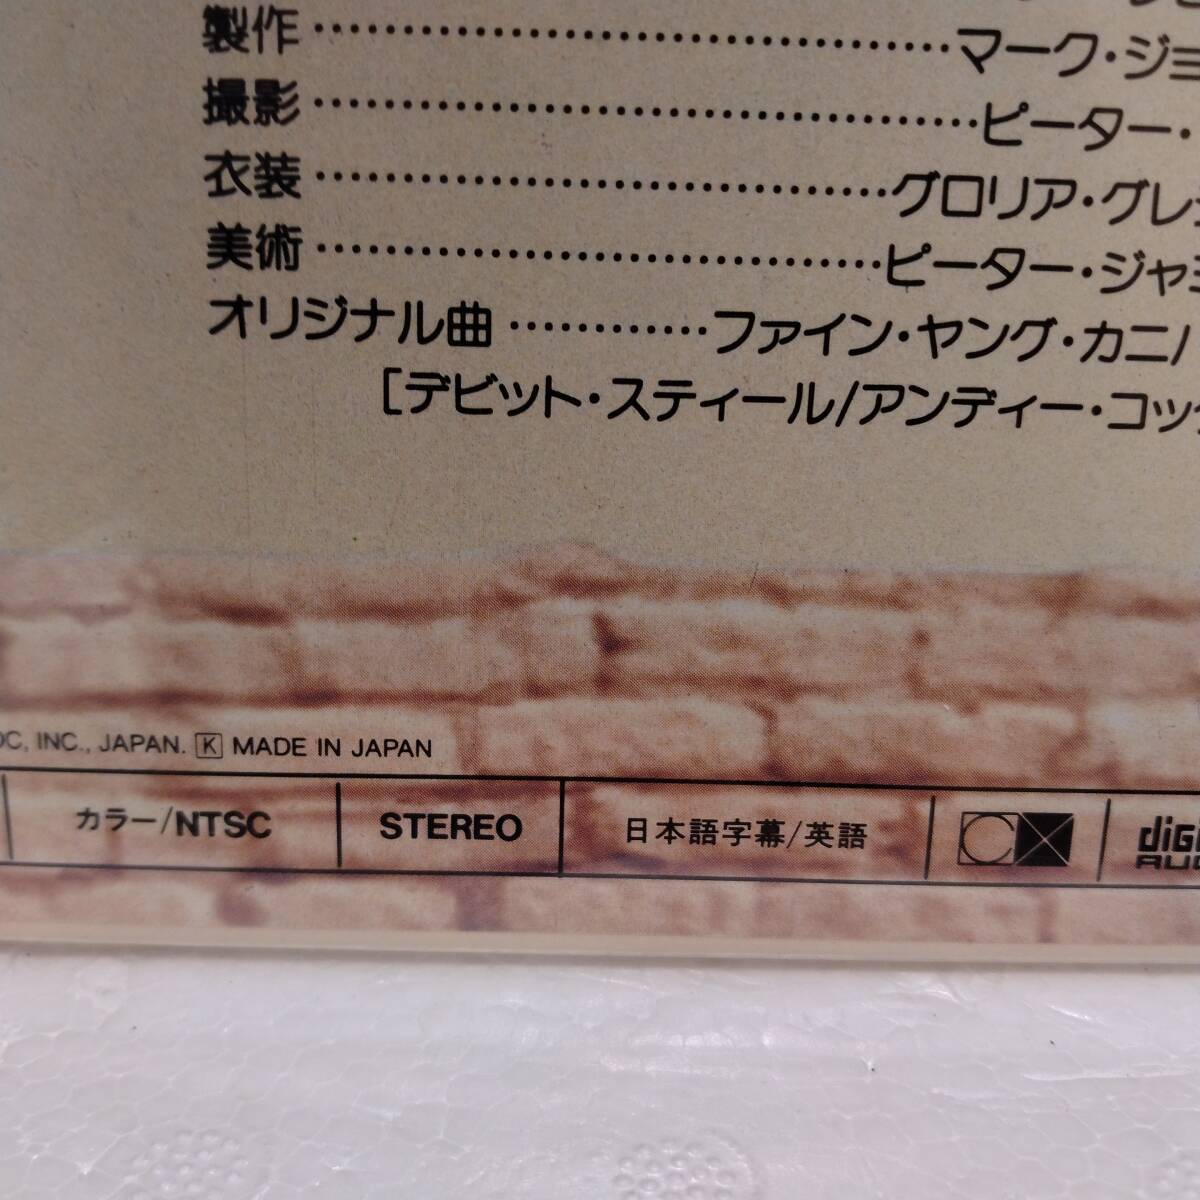 製作……………………………マーク・ジョ
撮影……………………………ピーター・
衣装……………………………グロリア・グレ
美術……………………………ピーター・ジャミ
オリジナル曲…………ファイン・ヤング・カニ
[デビット・スティール/アンディー・コッ
INC., JAPAN. K MADE IN JAPAN
カラー/NTSC STEREO 日本語字幕/英語 CX